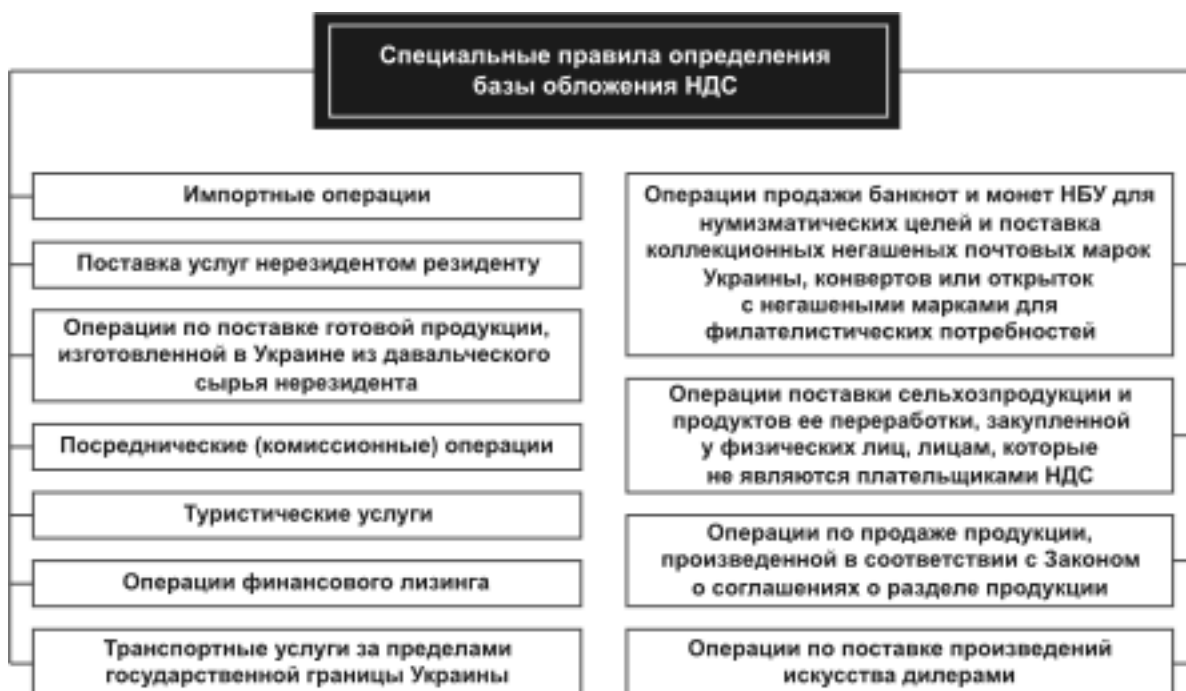 Специальные правила определения
базы обложения НДС
Импортные операции
Поставка услуг нерезидентом резиденту
Операции по поставке готовой продукции,
изготовленной в Украине из давальческого
сырья нерезидента
Посреднические (комиссионные) операции
Туристические услуги
Операции финансового лизинга
Транспортные услуги за пределами
государственной границы Украины
Операции продажи банкнот и монет НБУ для
нумизматических целей и поставка
коллекционных негашеных почтовых марок
Украины, конвертов или открыток
с негашеными марками для
филателистических потребностей
Операции поставки сельхозпродукции и
продуктов ее переработки, закупленной
у физических лиц, лицам, которые
не являются плательщиками НДС
Операции по продаже продукции,
произведенной в соответствии с Законом
о соглашениях о разделе продукции
Операции по поставке произведений
искусства дилерами